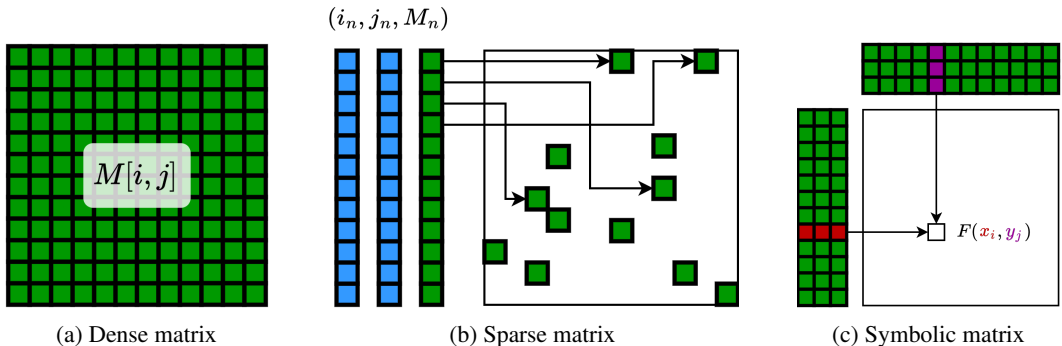 (i_n, j_n, M_n)
M[i, j]
F(x_i, y_j)
(a) Dense matrix
(b) Sparse matrix
(c) Symbolic matrix